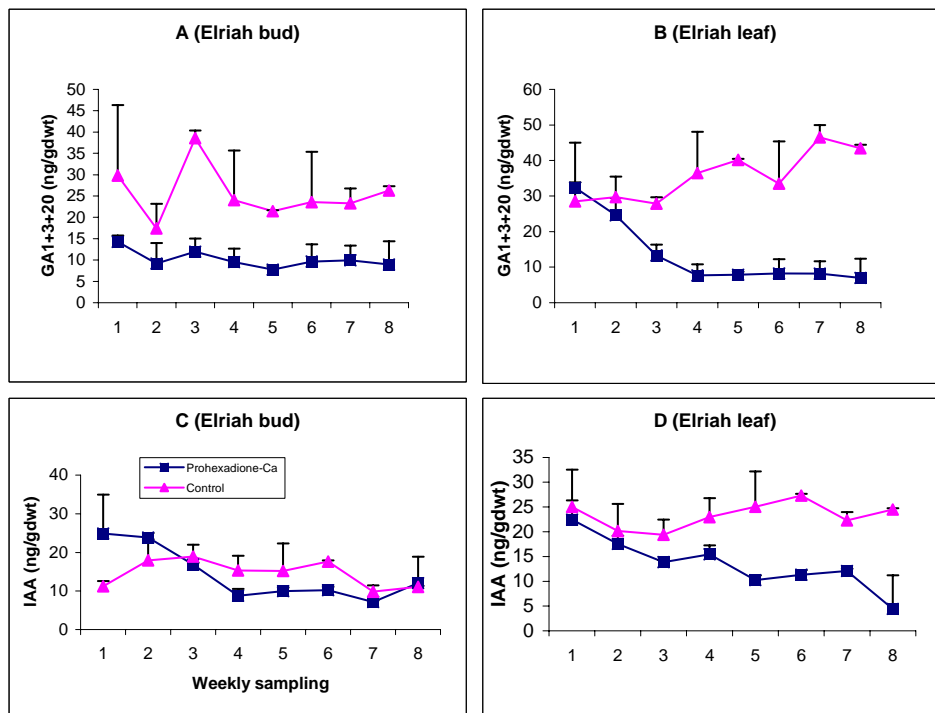 A (Elriah bud)
GA1+3+20 (ng/gdwt)
50
45
40
35
30
25
20
15
10
5
0
1 2 3 4 5 6 7 8
B (Elriah leaf)
GA1+3+20 (ng/gdwt)
60
50
40
30
20
10
0
1 2 3 4 5 6 7 8
C (Elriah bud)
Prohexadione-Ca
Control
IAA (ng/gdwt)
40
30
20
10
0
1 2 3 4 5 6 7 8
Weekly sampling
D (Elriah leaf)
IAA (ng/gdwt)
35
30
25
20
15
10
5
0
1 2 3 4 5 6 7 8